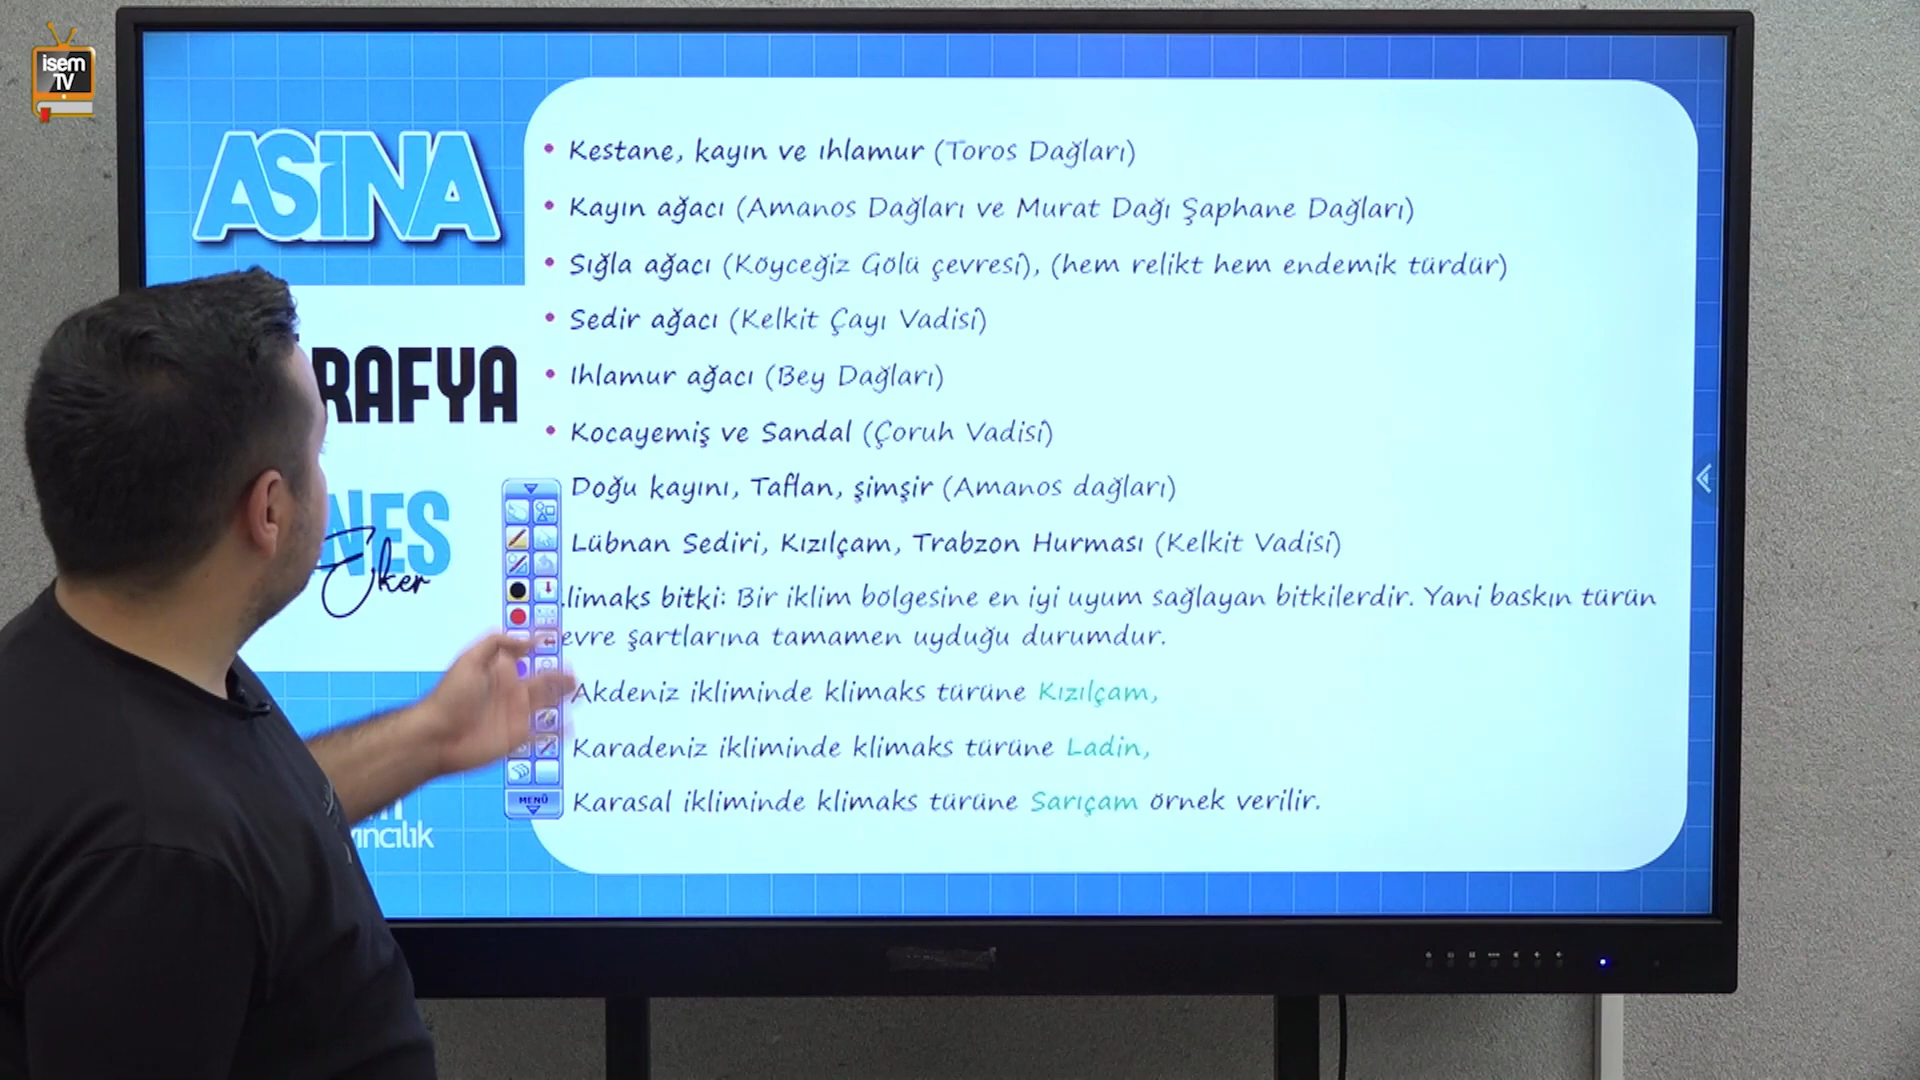 isem
TV
ASiNA
RAFYA
NES
Eker
ıncılık
• Kestane, kayın ve ıhlamur (Toros Dağları)
• Kayın ağacı (Amanos Dağları ve Murat Dağı Şaphane Dağları)
• Sığla ağacı (Köyceğiz Gölü çevresi), (hem relikt hem endemik türdür)
• Sedir ağacı (Kelkit Çayı Vadisi)
• Ihlamur ağacı (Bey Dağları)
• Kocayemiş ve Sandal (Çoruh Vadisi)
Doğu kayını, Taflan, şimşir (Amanos dağları)
Lübnan Sediri, Kızılçam, Trabzon Hurması (Kelkit Vadisi)
limaks bitki: Bir iklim bölgesine en iyi uyum sağlayan bitkilerdir. Yani baskın türün
evre şartlarına tamamen uyduğu durumdur.
Akdeniz ikliminde klimaks türüne Kızılçam,
Karadeniz ikliminde klimaks türüne Ladin,
Karasal ikliminde klimaks türüne Sarıçam örnek verilir.
MENÜ